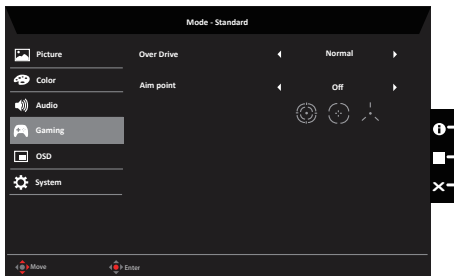 Mode - Standard
Picture
Over Drive Normal
Color
Aim point Off
Audio
Gaming
OSD
System
Move Enter